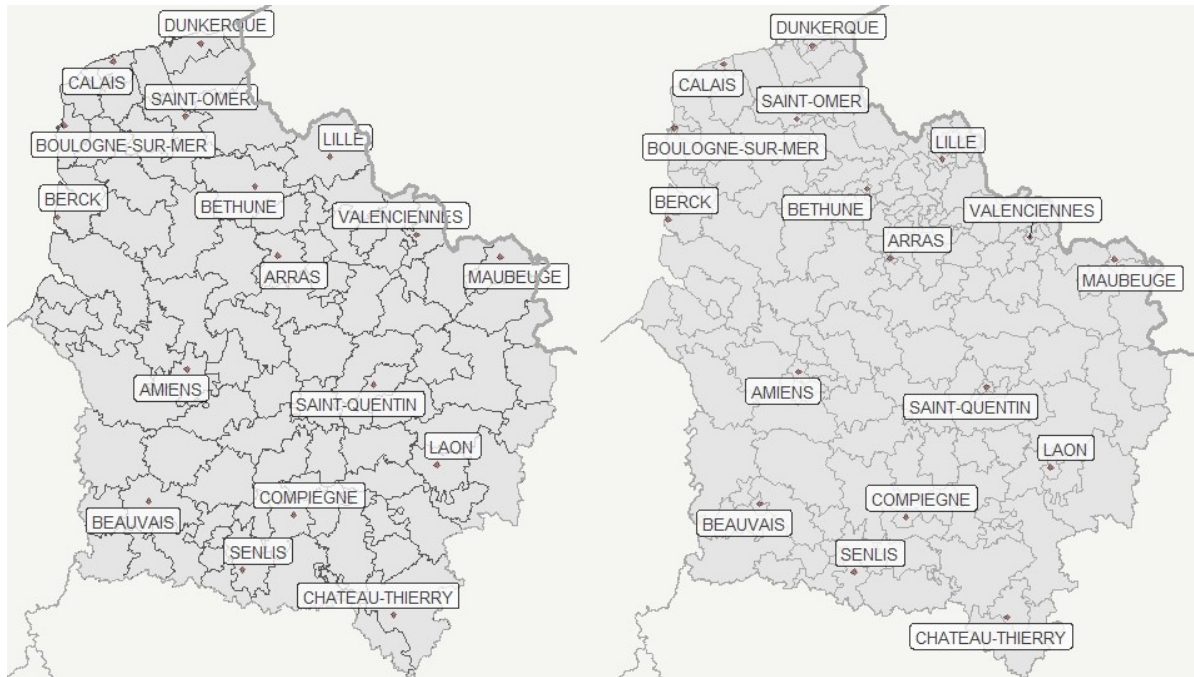 DUNKERQUE
CALAIS
SAINT-OMER
BOULOGNE-SUR-MER
LILLE
BERCK
BETHUNE
VALENCIENNES
ARRAS
MAUBEUGE
AMIENS
SAINT-QUENTIN
LAON
COMPIEGNE
BEAUVAIS
SENLIS
CHATEAU-THIERRY
DUNKERQUE
CALAIS
SAINT-OMER
BOULOGNE-SUR-MER
LILLE
BERCK
BETHUNE
VALENCIENNES
ARRAS
MAUBEUGE
AMIENS
SAINT-QUENTIN
LAON
COMPIEGNE
BEAUVAIS
SENLIS
CHATEAU-THIERRY